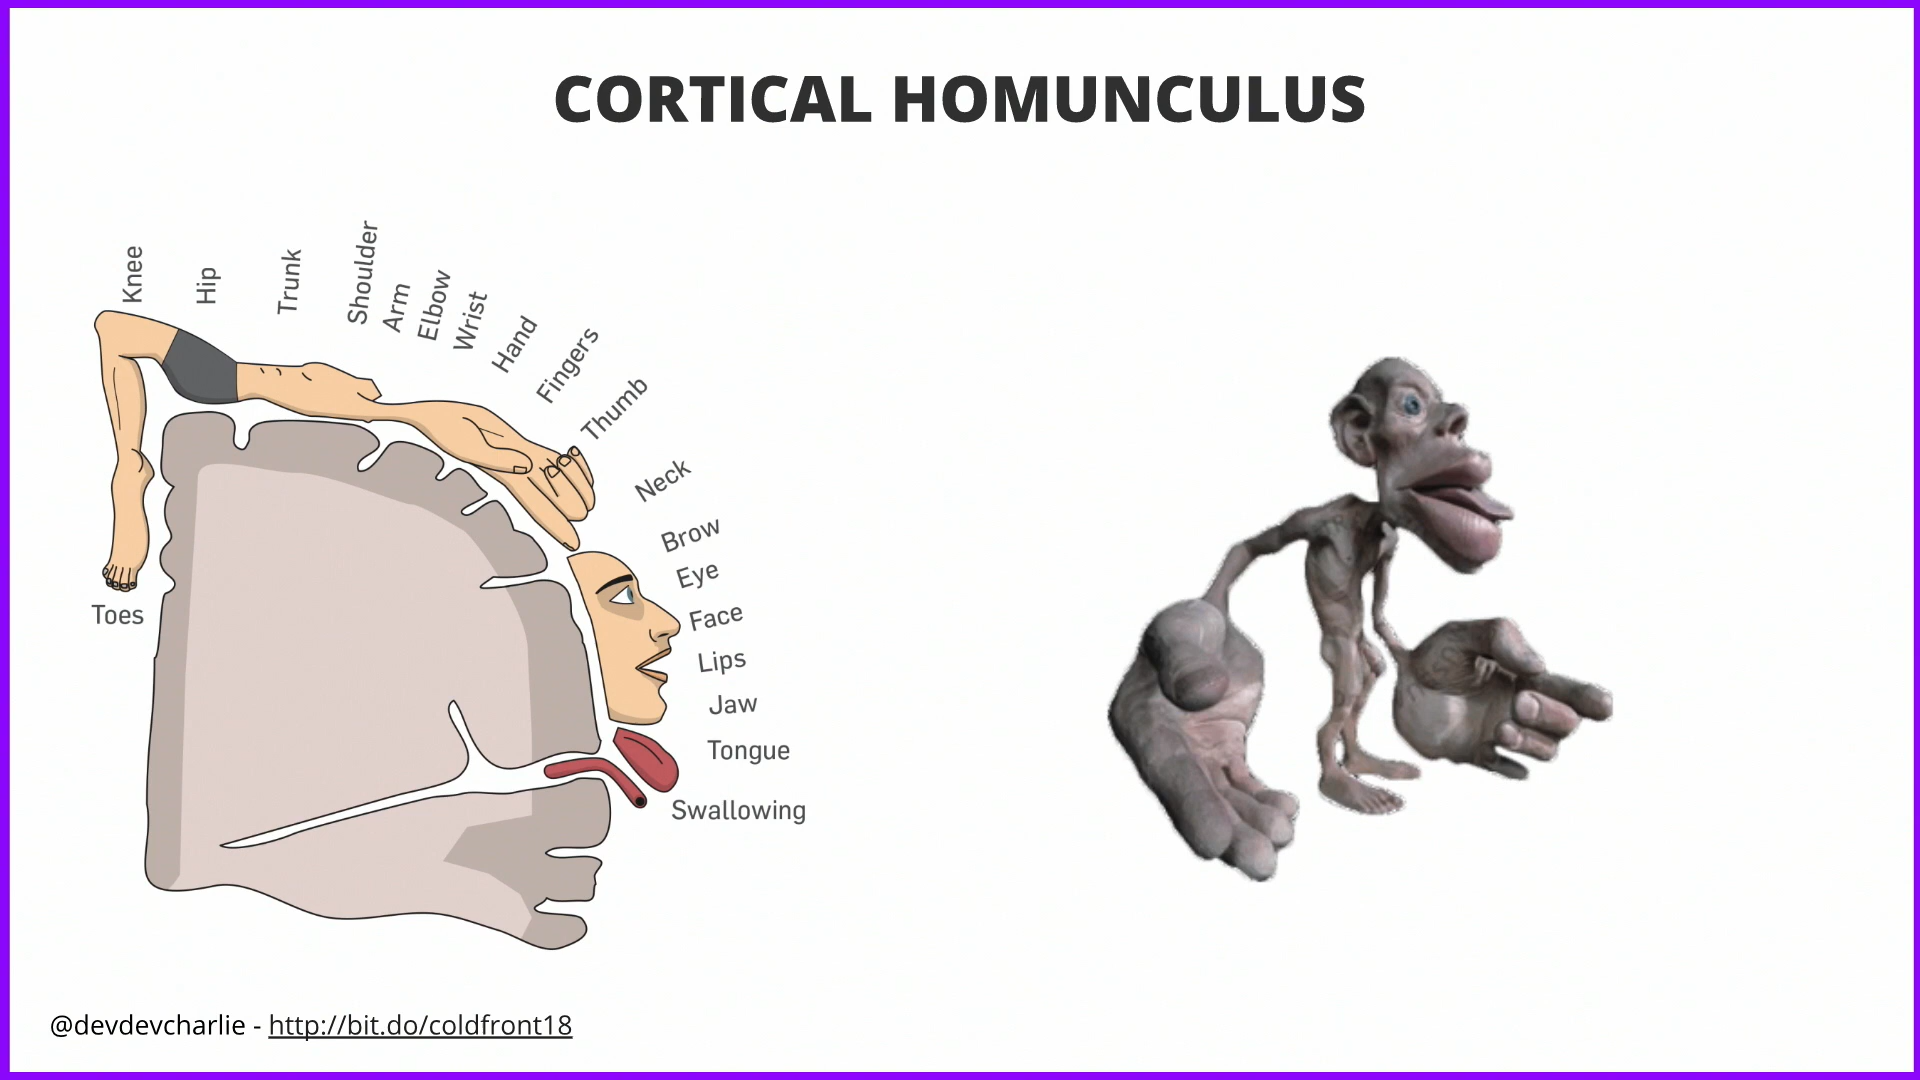 CORTICAL HOMUNCULUS
Knee
Hip
Trunk
Shoulder
Arm
Elbow
Wrist
Hand
Fingers
Thumb
Neck
Brow
Eye
Face
Lips
Jaw
Tongue
Swallowing
Toes
@devdevcharlie - http://bit.do/coldfront18